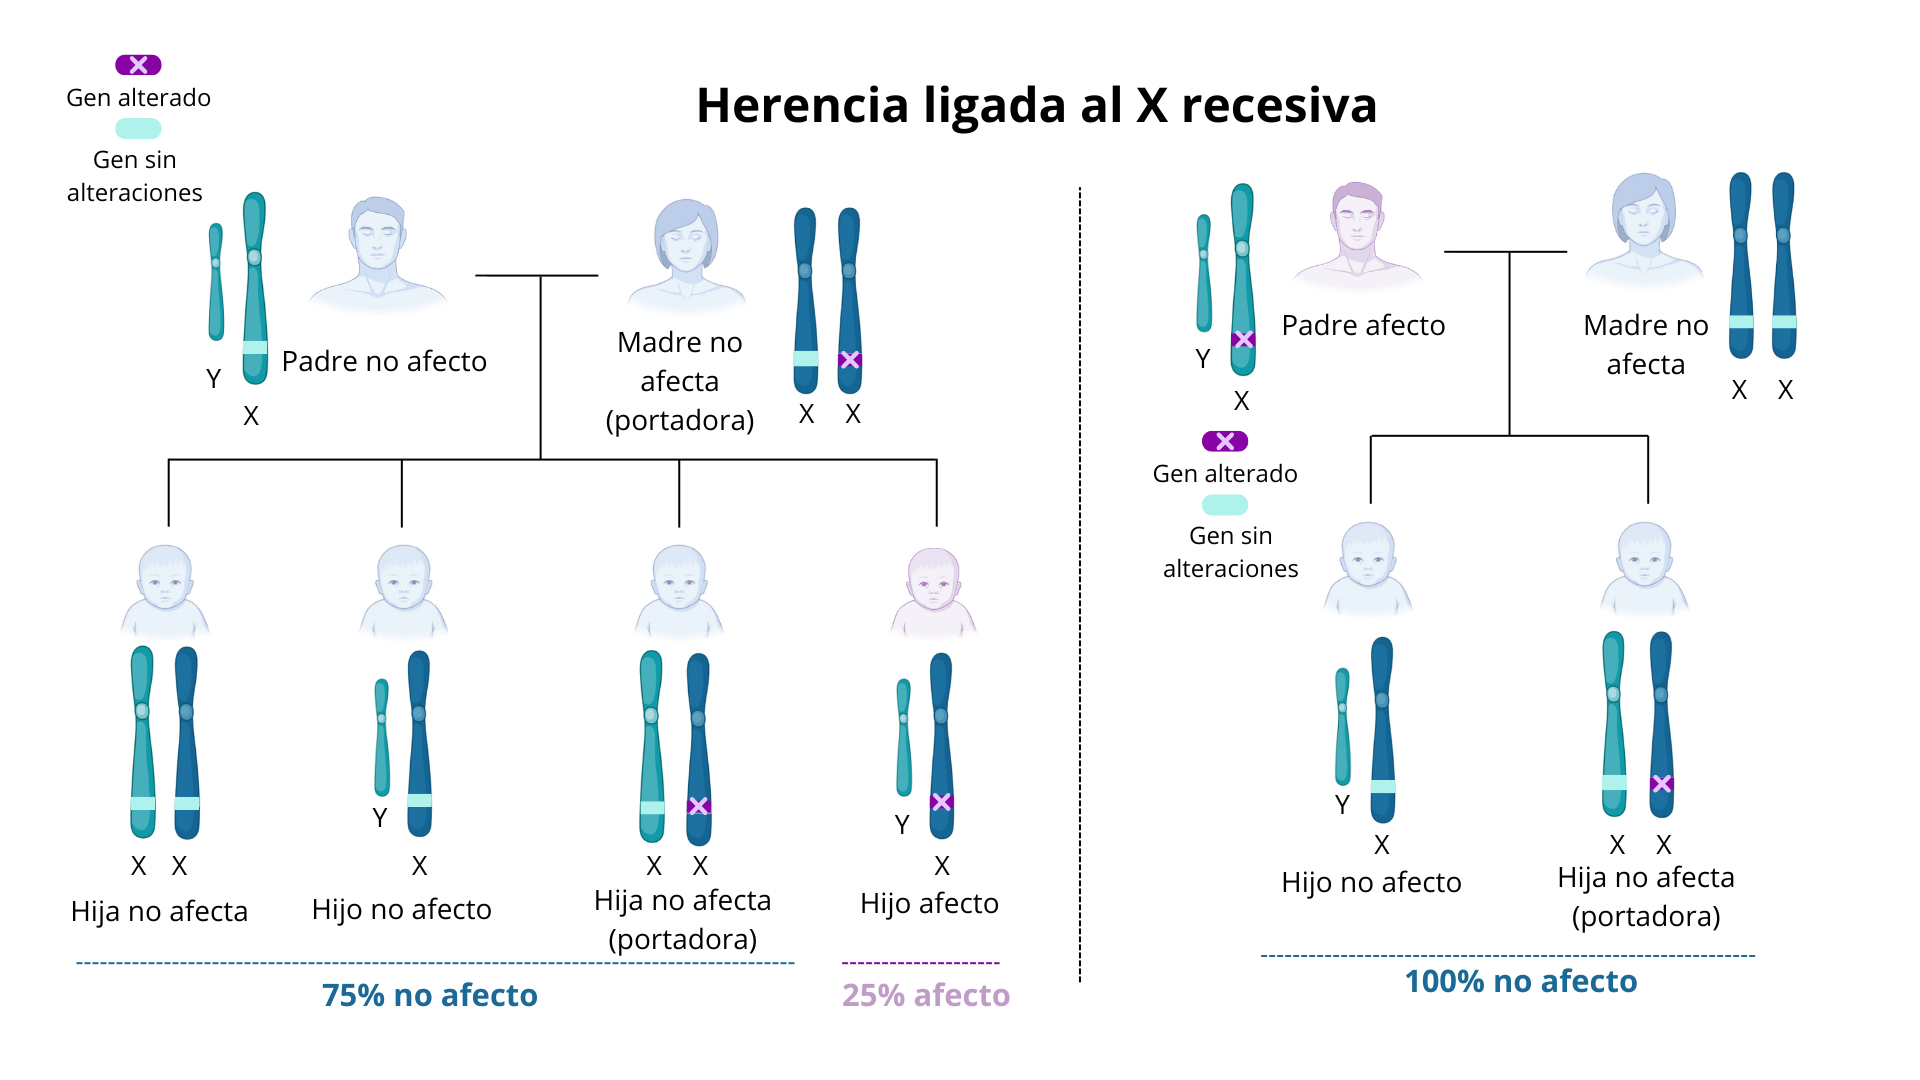 Herencia ligada al X recesiva
Gen alterado
Gen sin
alteraciones
Y
X
Padre no afecto
Madre no
afecta
(portadora)
X X
X X
Hija no afecta
Y
X
Hijo no afecto
X X
Hija no afecta
(portadora)
Y
X
Hijo afecto
75% no afecto
25% afecto
Y
X
Padre afecto
Madre no
afecta
X X
Gen alterado
Gen sin
alteraciones
Y
X
Hijo no afecto
X X
Hija no afecta
(portadora)
100% no afecto